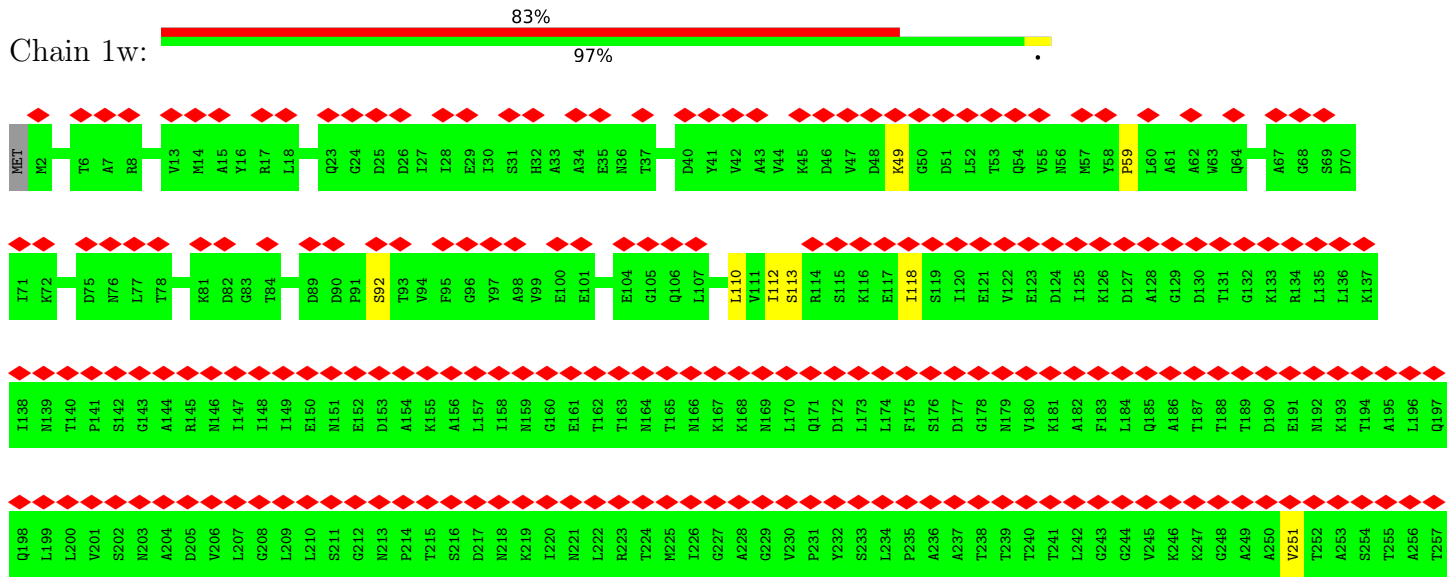 83%
Chain 1w:
97%
MET M2 T6 A7 R8 V13 M14 A15 Y16 R17 L18 Q23 G24 D25 D26 I27 I28 E29 I30 S31 H32 A33 A34 E35 N36 T37 D40 Y41 V42 A43 V44 K45 D46 V47 D48 K49 G50 D51 L52 T53 Q54 V55 N56 M57 Y58 P59 L60 A61 A62 W63 Q64 A67 G68 S69 D70
I71 K72 D75 N76 L77 T78 K81 D82 G83 T84 D89 D90 P91 S92 T93 V94 F95 G96 Y97 A98 V99 E100 E101 E104 G105 Q106 L107 L110 V111 I112 S113 R114 S115 K116 E117 I118 S119 I120 E121 V122 E123 D124 I125 K126 D127 A128 G129 D130 T131 G132 K133 R134 L135 L136 K137
I138 N139 T140 P141 S142 G143 A144 R145 N146 I147 I148 I149 E150 N151 E152 D153 A154 K155 A156 L157 I158 N159 G160 E161 T162 T163 N164 T165 N166 K167 K168 N169 L170 Q171 D172 L173 L174 F175 S176 D177 G178 N179 V180 K181 A182 F183 L184 Q185 A186 T187 T188 T189 D190 E191 N192 K193 T194 A195 L196 Q197
Q198 L199 L200 V201 S202 N203 A204 D205 V206 L207 G208 L209 L210 S211 G212 N213 P214 T215 S216 D217 N218 K219 I220 N221 L222 R223 T224 M225 I226 G227 A228 G229 V230 P231 Y232 S233 L234 P235 A236 A237 T238 T239 T240 T241 L242 G243 G244 V245 K246 K247 G248 A249 A250 V251 T252 A253 S254 T255 A256 T257